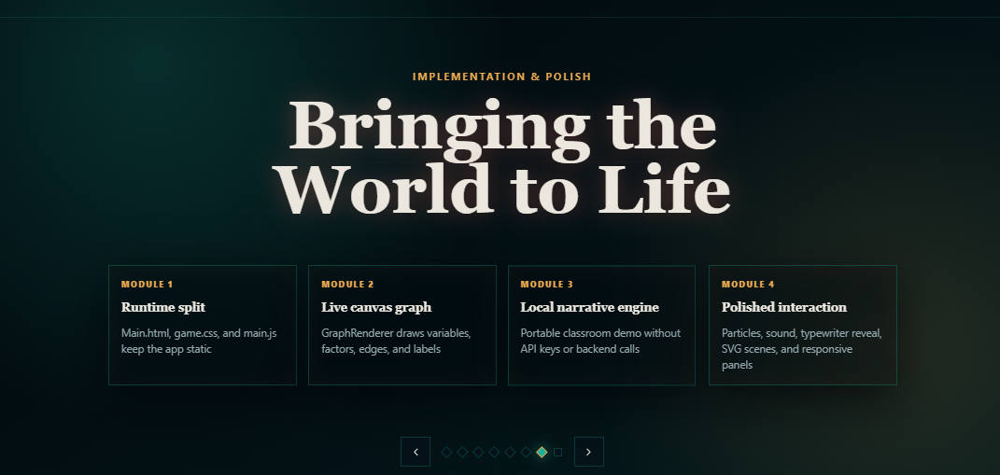 IMPLEMENTATION & POLISH
Bringing the
World to Life
MODULE 1
Runtime split
Main.html, game.css, and main.js
keep the app static
MODULE 2
Live canvas graph
GraphRenderer draws variables,
factors, edges, and labels
MODULE 3
Local narrative engine
Portable classroom demo without
API keys or backend calls
MODULE 4
Polished interaction
Particles, sound, typewriter reveal,
SVG scenes, and responsive
panels